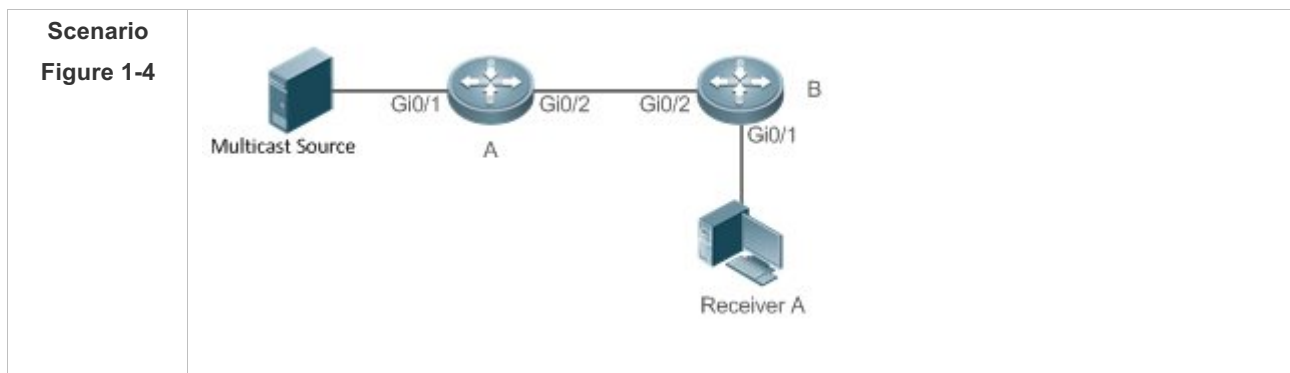 Scenario
Figure 1-4
Gi0/1
Gi0/2
Gi0/2
B
Gi0/1
Multicast Source
A
Receiver A